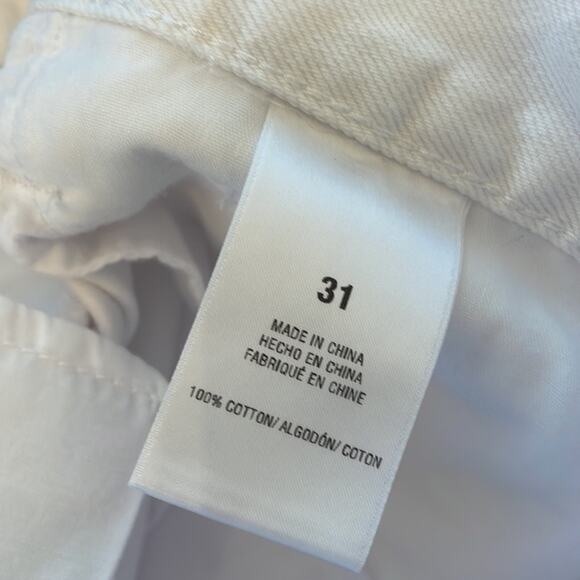 31
MADE IN CHINA
HECHO EN CHINA
FABRIQUÉ EN CHINE
100% COTTON/ ALGODÓN/ COTON